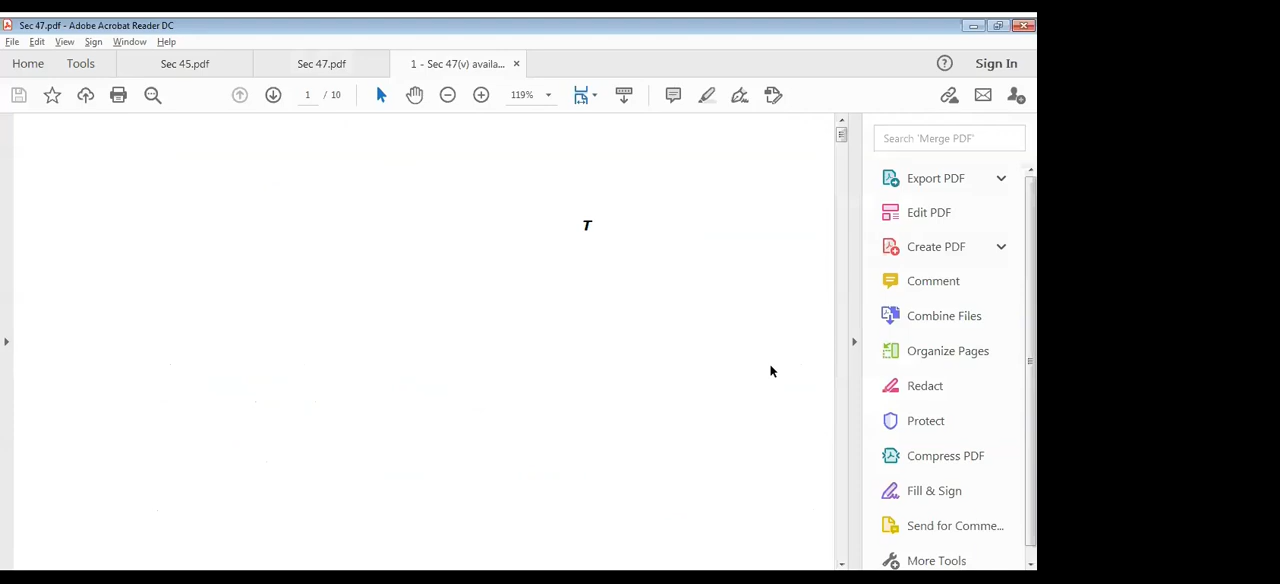 Sec 47.pdf - Adobe Acrobat Reader DC
File Edit View Sign Window Help
Home Tools Sec 45.pdf Sec 47.pdf 1 - Sec 47(v) availa... × Sign In
1 / 10 119%
T
Search 'Merge PDF'
Export PDF
Edit PDF
Create PDF
Comment
Combine Files
Organize Pages
Redact
Protect
Compress PDF
Fill & Sign
Send for Comme...
More Tools